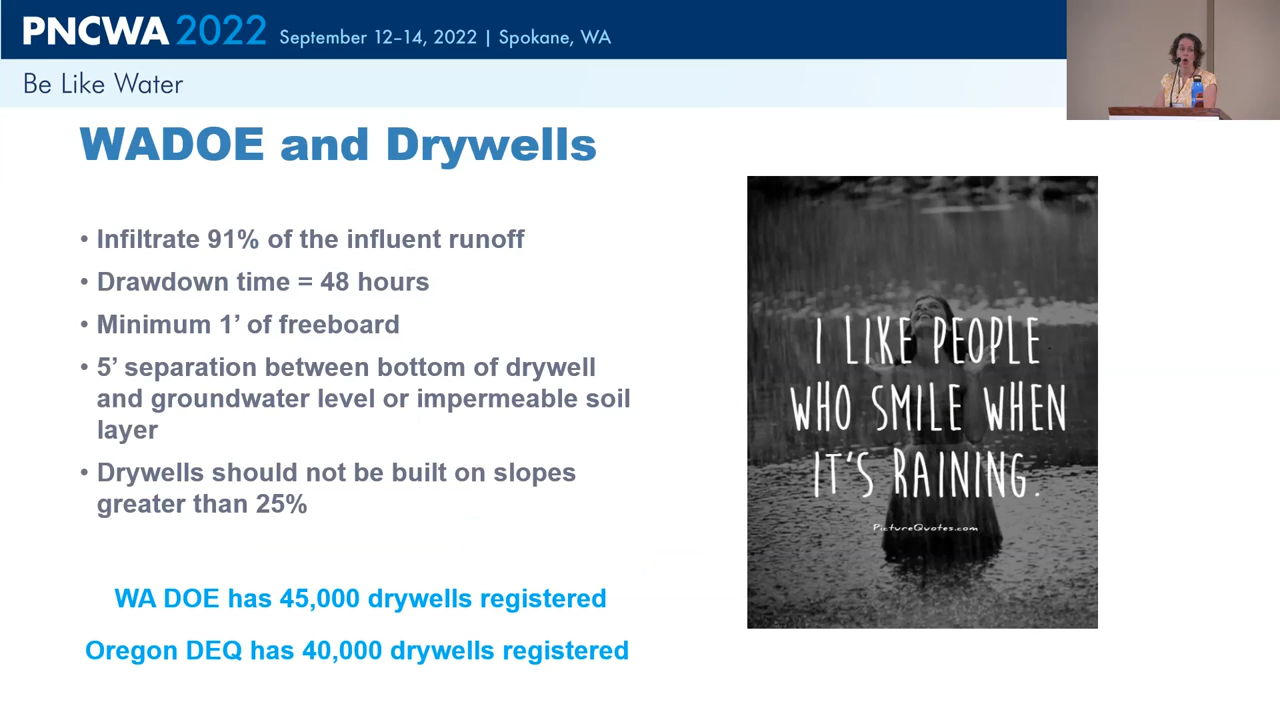 PNCWA 2022 September 12–14, 2022 | Spokane, WA
Be Like Water
WADOE and Drywells
• Infiltrate 91% of the influent runoff
• Drawdown time = 48 hours
• Minimum 1’ of freeboard
• 5’ separation between bottom of drywell
and groundwater level or impermeable soil
layer
• Drywells should not be built on slopes
greater than 25%
WA DOE has 45,000 drywells registered
Oregon DEQ has 40,000 drywells registered
I LIKE PEOPLE
WHO SMILE WHEN
IT’S RAINING.
PictureQuotes.com